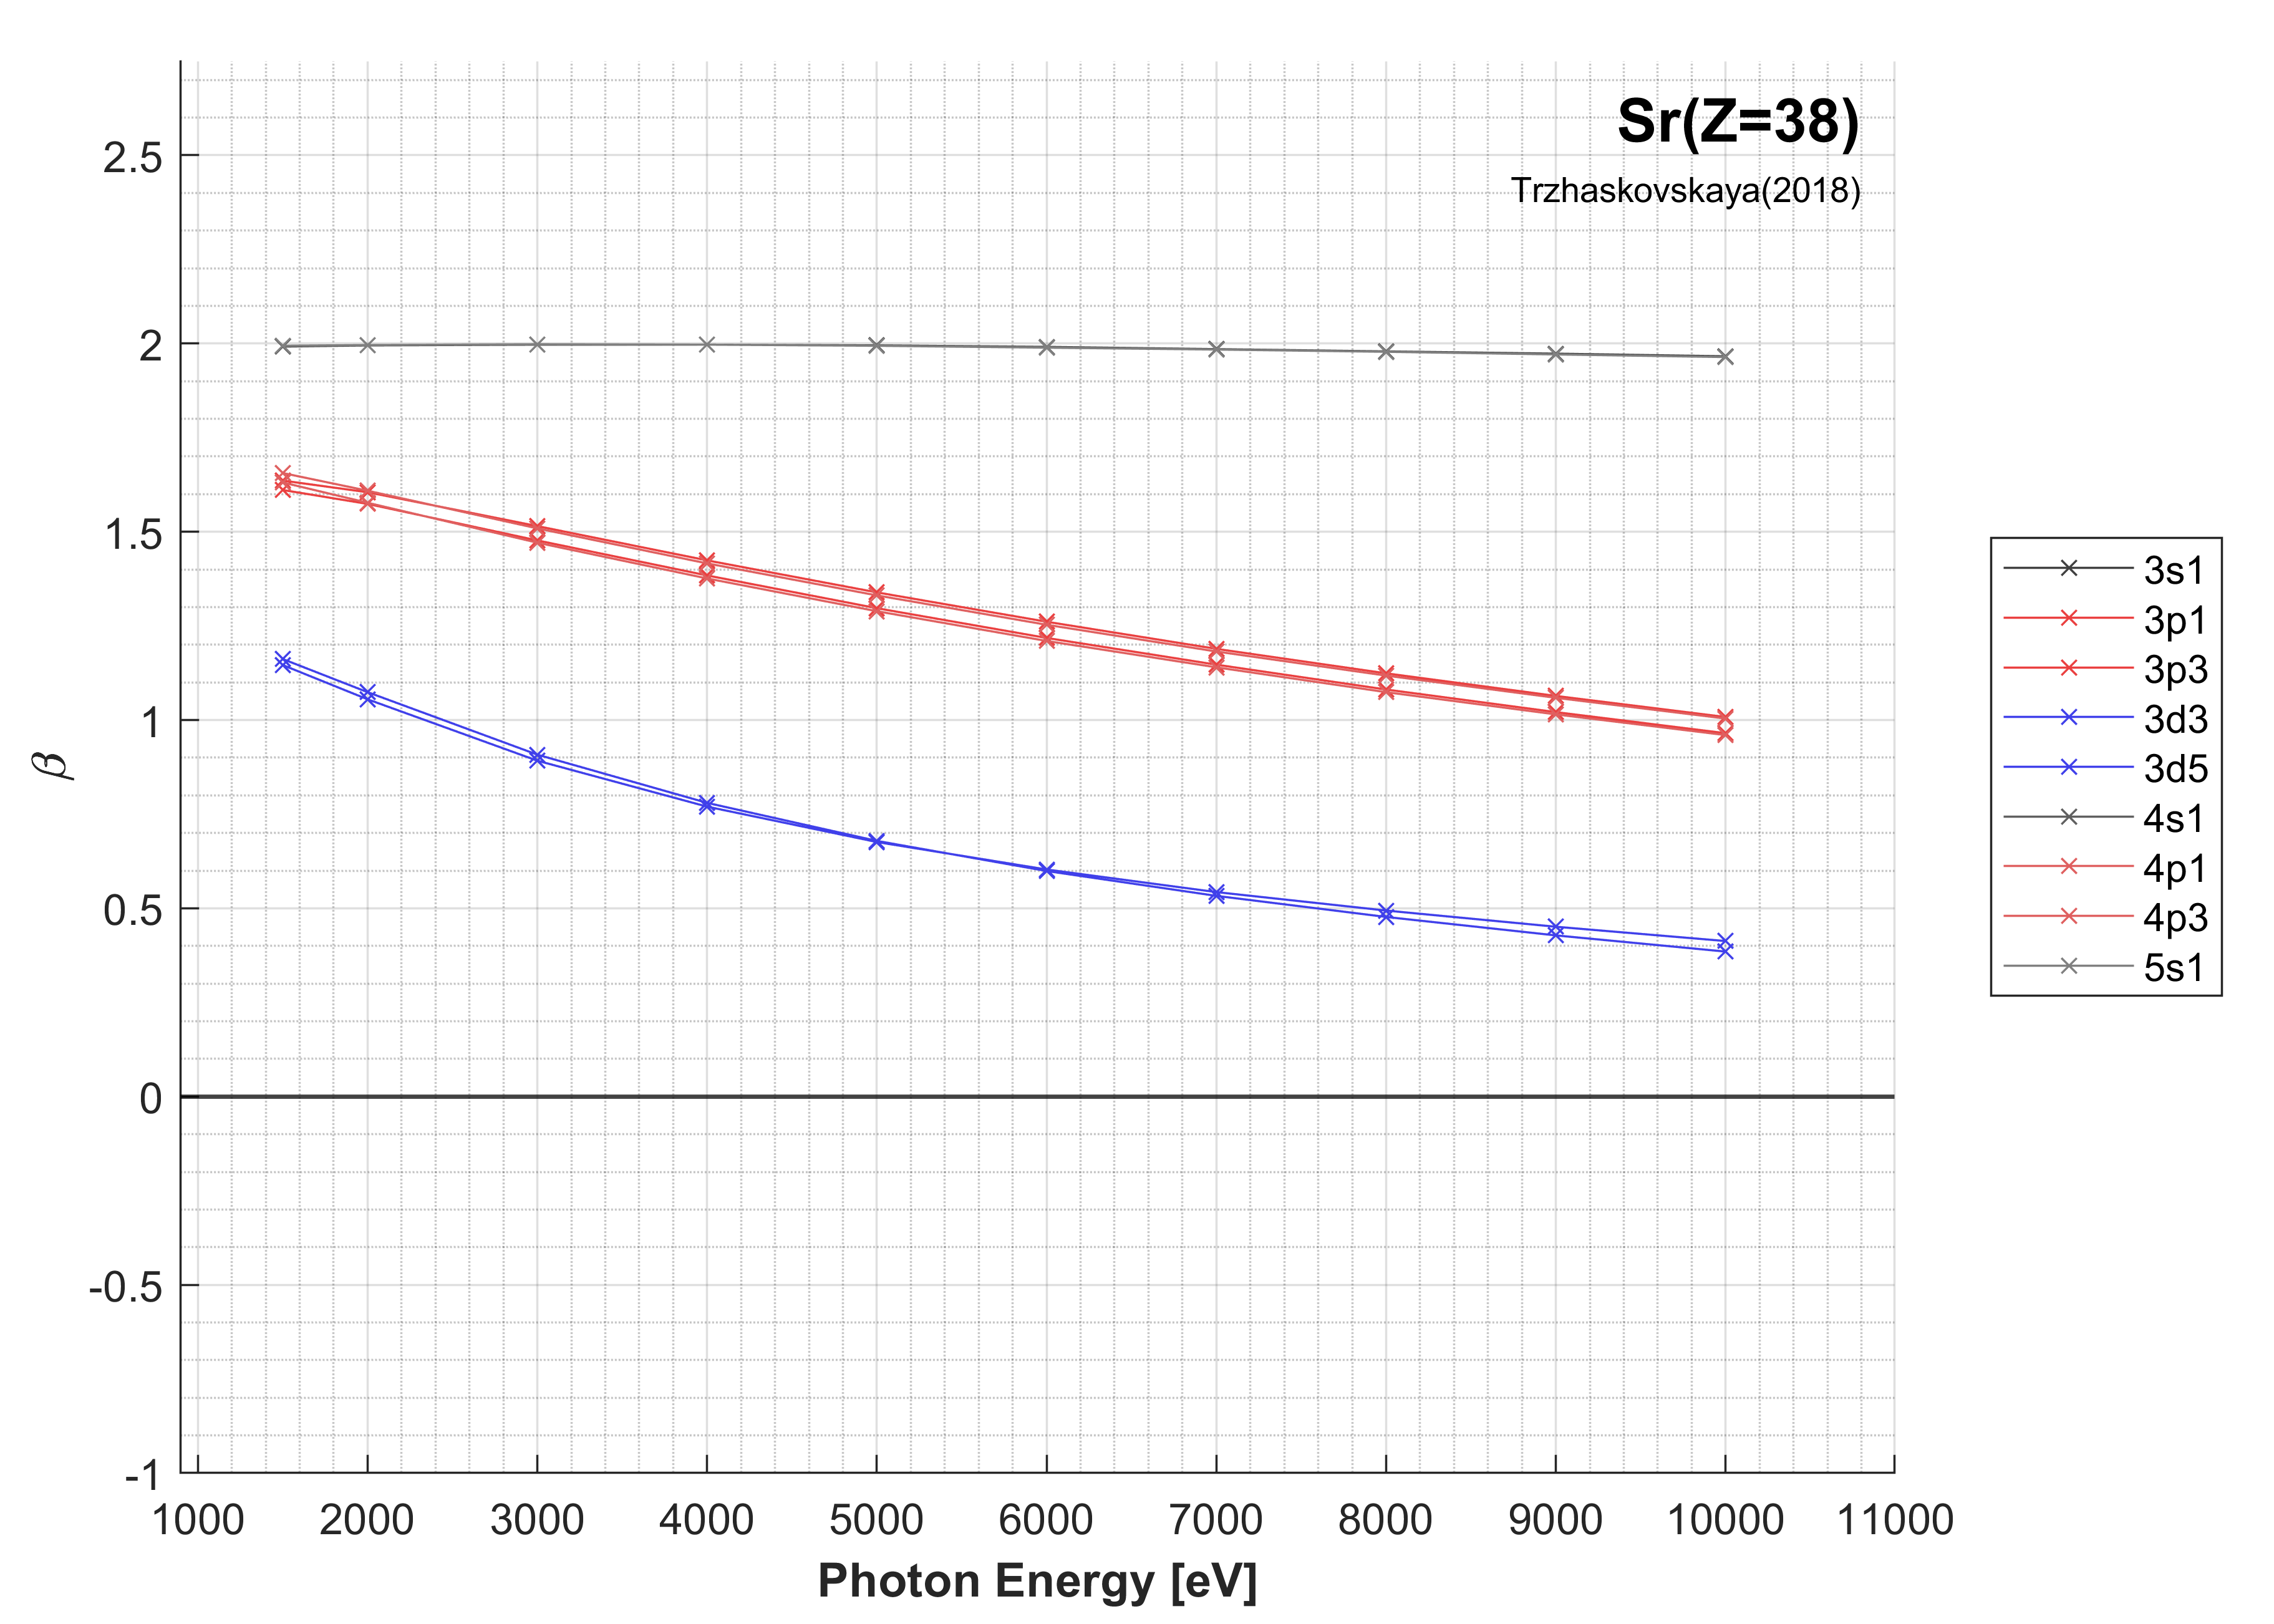 Sr(Z=38)
Trzhaskovskaya(2018)
2.5
2
1.5
1
0.5
0
-0.5
-1
β
1000 2000 3000 4000 5000 6000 7000 8000 9000 10000 11000
Photon Energy [eV]
3s1
3p1
3p3
3d3
3d5
4s1
4p1
4p3
5s1